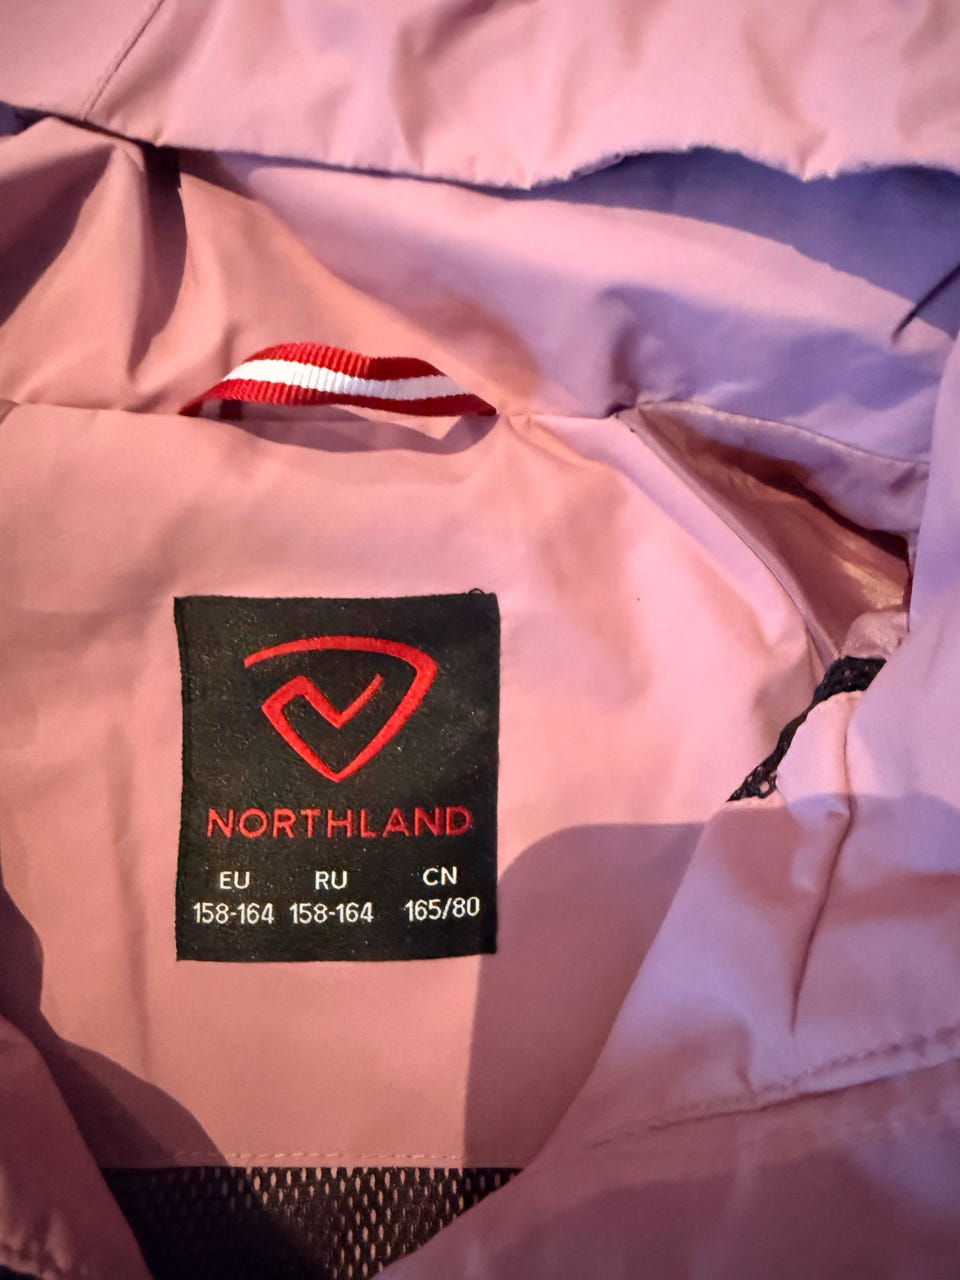 NORTHLAND
EU RU CN
158-164 158-164 165/80